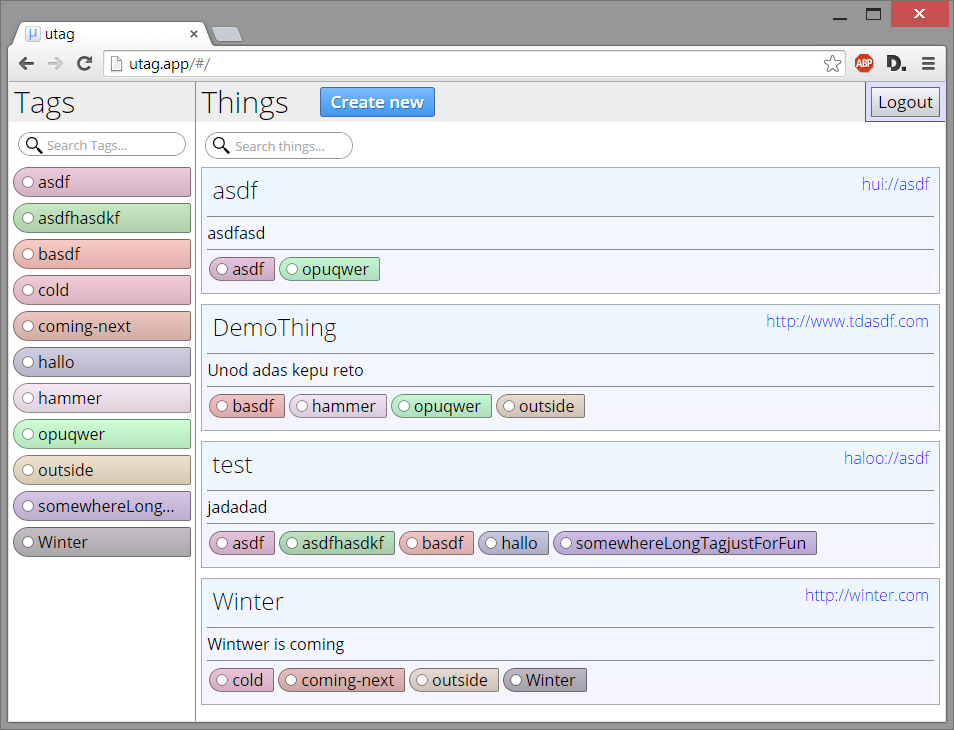 utag
utag.app/#/
ABP
D.
Tags
Search Tags...
asdf
asdfhasdkf
basdf
cold
coming-next
hallo
hammer
opuqwer
outside
somewhereLong...
Winter
Things
Create new
Logout
Search things...
asdf
hui://asdf
asdfasd
asdf opuqwer
DemoThing
http://www.tdasdf.com
Unod adas kepu reto
basdf hammer opuqwer outside
test
haloo://asdf
jadadad
asdf asdfhasdkf basdf hallo somewhereLongTagjustForFun
Winter
http://winter.com
Wintwer is coming
cold coming-next outside Winter